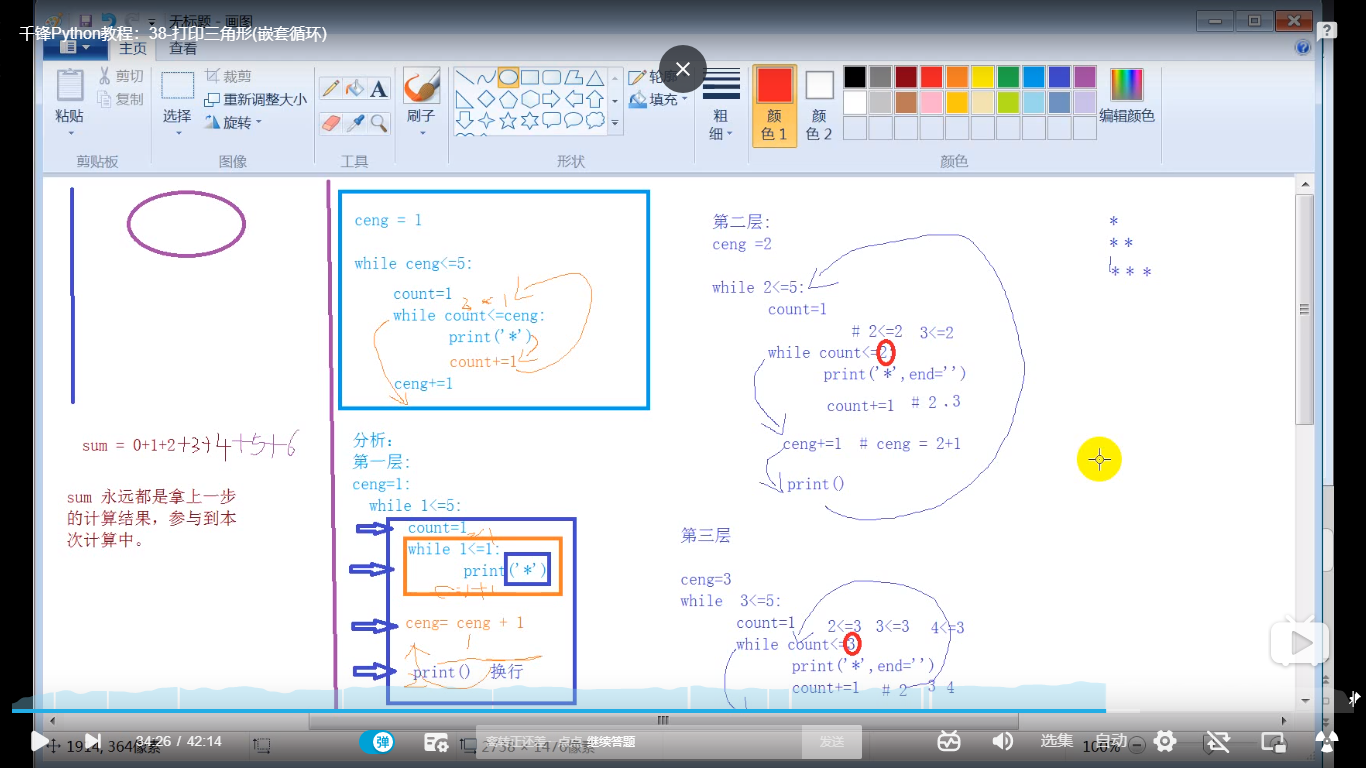 千锋Python教程：38-打印三角形(嵌套循环)
无标题 - 画图
主页 查看
粘贴
剪切
复制
剪贴板
选择
裁剪
重新调整大小
旋转
图像
A
工具
刷子
轮廓
填充
形状
粗细
颜色 1
颜色 2
编辑颜色
颜色
sum = 0+1+2+3+4+5+6
sum 永远都是拿上一步
的计算结果，参与到本
次计算中。
ceng = 1
while ceng<=5:
count=1
while count<=ceng:
print('*')
count+=1
ceng+=1
分析：
第一层:
ceng=1:
while 1<=5:
count=1
while 1<=1:
print('*')
ceng= ceng + 1
print() 换行
第二层:
ceng =2
while 2<=5:
count=1
# 2<=2 3<=2
while count<=2:
print('*',end='')
count+=1 # 2 .3
ceng+=1 # ceng = 2+1
print()
第三层
ceng=3
while 3<=5:
count=1 2<=3 3<=3 4<=3
while count<=3
print('*',end='')
count+=1 # 2 3 4
*
* *
* * *
1914, 364像素
34:26 / 42:14
弹
继续答题
发送
选集
自动
100%